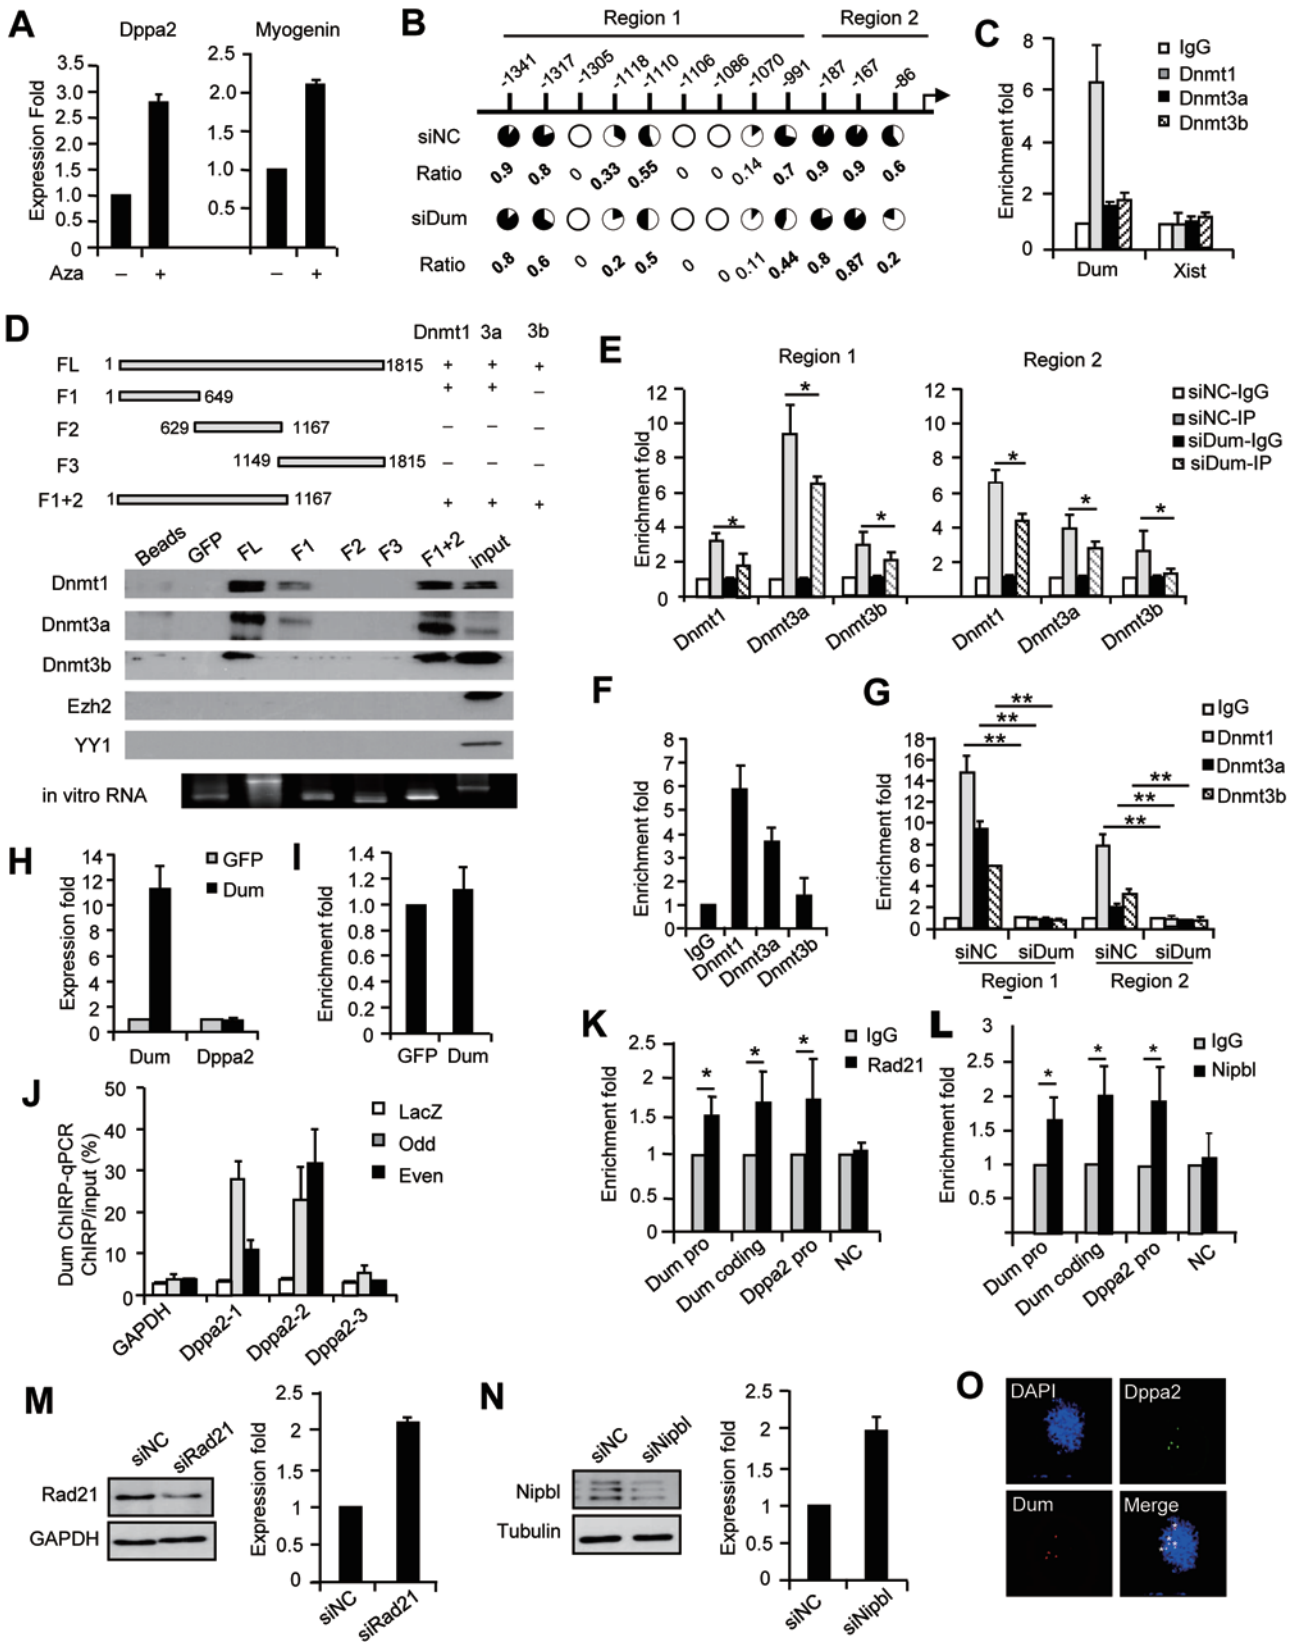 A
Dppa2
Myogenin
Expression Fold
3.5
3.0
2.5
2.0
1.5
1.0
0.5
0
2.5
2.0
1.5
1.0
0.5
Aza – + – +
B
Region 1 Region 2
-1341 -1317 -1305 -1118 -1110 -1106 -1086 -1070 -991 -187 -167 -86
siNC
Ratio 0.9 0.8 0 0.33 0.55 0 0 0.14 0.7 0.9 0.9 0.6
siDum
Ratio 0.8 0.6 0 0.2 0.5 0 0 0.11 0.44 0.8 0.87 0.2
C
Enrichment fold
8
6
4
2
0
IgG
Dnmt1
Dnmt3a
Dnmt3b
Dum Xist
D
Dnmt1 3a 3b
FL 1 1815 + + +
F1 1 649 + + –
F2 629 1167 – – –
F3 1149 1815 – – –
F1+2 1 1167 + + +
Beads GFP FL F1 F2 F3 F1+2 input
Dnmt1
Dnmt3a
Dnmt3b
Ezh2
YY1
in vitro RNA
E
Region 1 Region 2
Enrichment fold
12
10
8
6
4
2
0
12
10
8
6
4
2
* * * * * *
siNC-IgG
siNC-IP
siDum-IgG
siDum-IP
Dnmt1 Dnmt3a Dnmt3b Dnmt1 Dnmt3a Dnmt3b
F
Enrichment fold
8
7
6
5
4
3
2
1
0
IgG Dnmt1 Dnmt3a Dnmt3b
G
Enrichment fold
18
16
14
12
10
8
6
4
2
0
**
**
**
**
**
**
IgG
Dnmt1
Dnmt3a
Dnmt3b
siNC siDum siNC siDum
Region 1 Region 2
H
Expression fold
14
12
10
8
6
4
2
0
GFP
Dum
Dum Dppa2
I
Enrichment fold
1.4
1.2
1.0
0.8
0.6
0.4
0.2
0
GFP Dum
J
Dum ChIRP-qPCR
ChIRP/input (%)
50
40
30
20
10
0
LacZ
Odd
Even
GAPDH Dppa2-1 Dppa2-2 Dppa2-3
K
Enrichment fold
2.5
2
1.5
1
0.5
0
* * *
IgG
Rad21
Dum pro Dum coding Dppa2 pro NC
L
Enrichment fold
3
2.5
2
1.5
1
0.5
* * *
IgG
Nipbl
Dum pro Dum coding Dppa2 pro NC
M
siNC siRad21
Rad21
GAPDH
Expression fold
2.5
2
1.5
1
0.5
0
siNC siRad21
N
siNC siNipbl
Nipbl
Tubulin
Expression fold
2.5
2
1.5
1
0.5
0
siNC siNipbl
O
DAPI Dppa2
Dum Merge